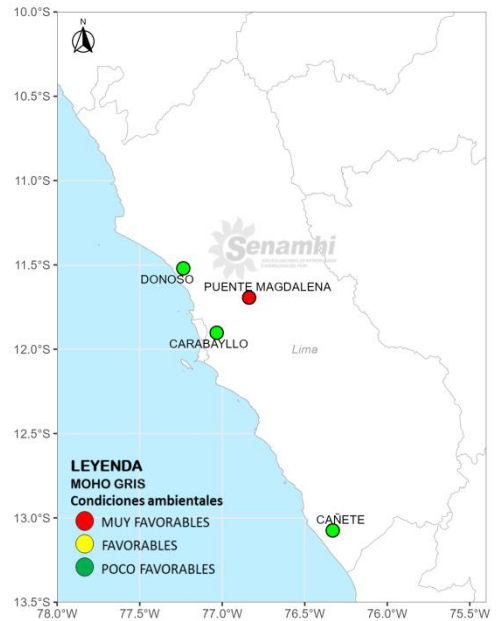 10.0°S
N
10.5°S
11.0°S
Senamhi
11.5°S
DONOSO
PUENTE MAGDALENA
CARABAYLLO
12.0°S
Lima
12.5°S
LEYENDA
MOHO GRIS
Condiciones ambientales
MUY FAVORABLES
FAVORABLES
POCO FAVORABLES
CAÑETE
13.0°S
13.5°S
78.0°W 77.5°W 77.0°W 76.5°W 76.0°W 75.5°W